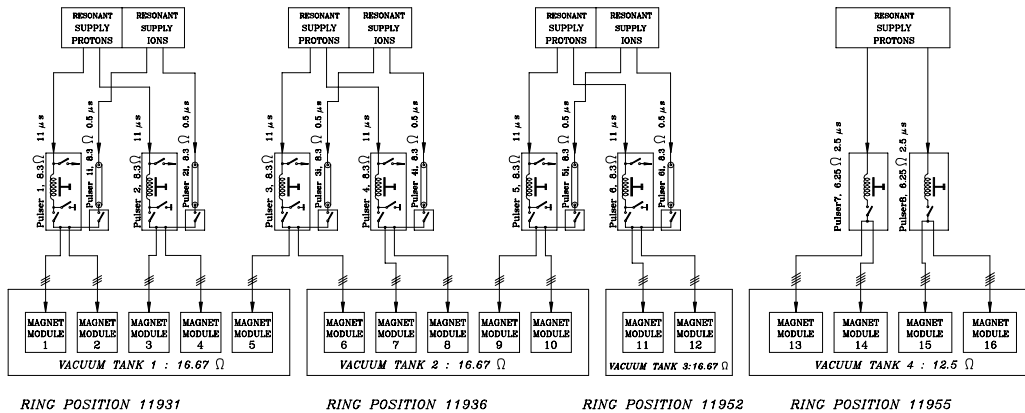 RESONANT SUPPLY PROTONS
RESONANT SUPPLY IONS
RESONANT SUPPLY PROTONS
RESONANT SUPPLY IONS
RESONANT SUPPLY PROTONS
RESONANT SUPPLY IONS
RESONANT SUPPLY PROTONS
Pulser 1, 8.3 Ω 11 μs
Pulser 1i, 8.3 Ω 0.5 μs
Pulser 2, 8.3 Ω 11 μs
Pulser 2i, 8.3 Ω 0.5 μs
Pulser 3, 8.3 Ω 11 μs
Pulser 3i, 8.3 Ω 0.5 μs
Pulser 4, 8.3 Ω 11 μs
Pulser 4i, 8.3 Ω 0.5 μs
Pulser 5, 8.3 Ω 11 μs
Pulser 5i, 8.3 Ω 0.5 μs
Pulser 6, 8.3 Ω 11 μs
Pulser 6i, 8.3 Ω 0.5 μs
Pulser7, 6.25 Ω 2.5 μs
Pulser8, 6.25 Ω 2.5 μs
MAGNET MODULE 1
MAGNET MODULE 2
MAGNET MODULE 3
MAGNET MODULE 4
MAGNET MODULE 5
MAGNET MODULE 6
MAGNET MODULE 7
MAGNET MODULE 8
MAGNET MODULE 9
MAGNET MODULE 10
MAGNET MODULE 11
MAGNET MODULE 12
MAGNET MODULE 13
MAGNET MODULE 14
MAGNET MODULE 15
MAGNET MODULE 16
VACUUM TANK 1 : 16.67 Ω
VACUUM TANK 2 : 16.67 Ω
VACUUM TANK 3:16.67 Ω
VACUUM TANK 4 : 12.5 Ω
RING POSITION 11931
RING POSITION 11936
RING POSITION 11952
RING POSITION 11955